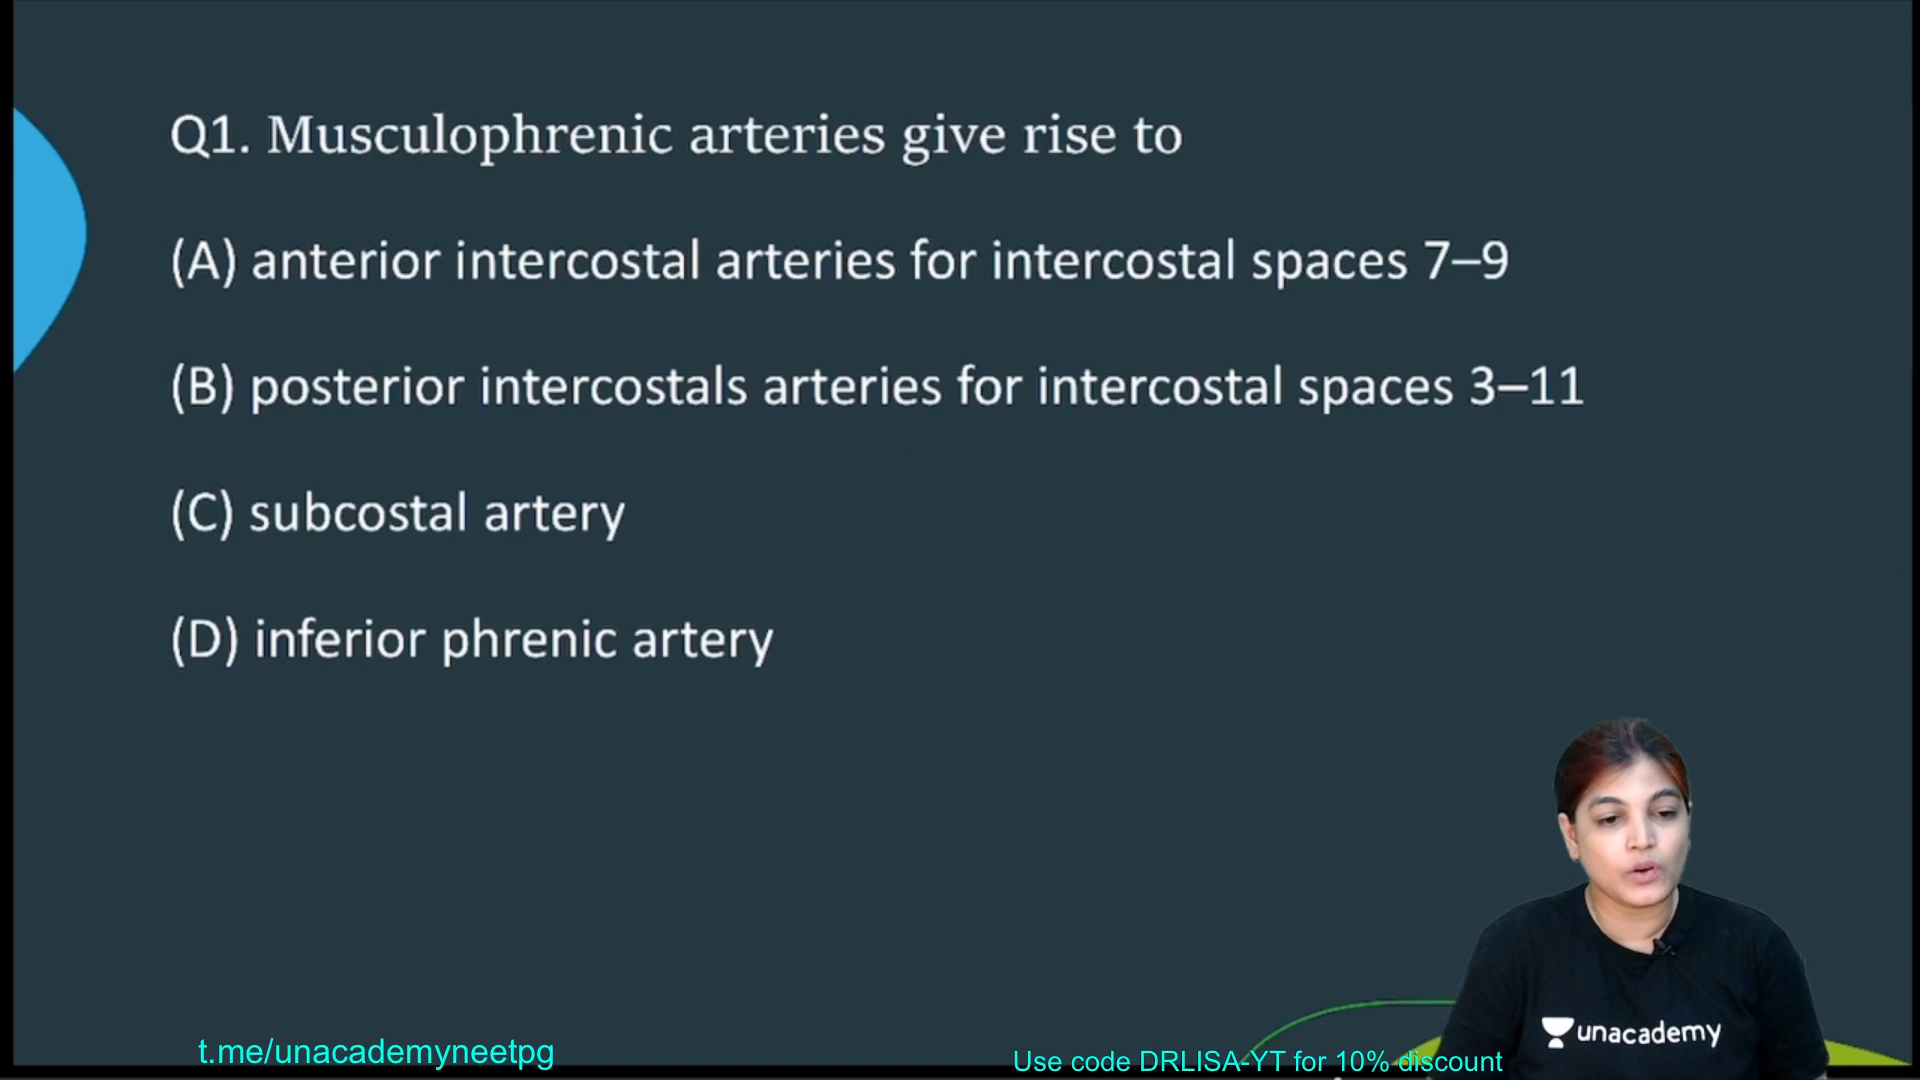 Q1. Musculophrenic arteries give rise to
(A) anterior intercostal arteries for intercostal spaces 7–9
(B) posterior intercostals arteries for intercostal spaces 3–11
(C) subcostal artery
(D) inferior phrenic artery
unacademy
t.me/unacademyneetpg
Use code DRLISA-YT for 10% discount